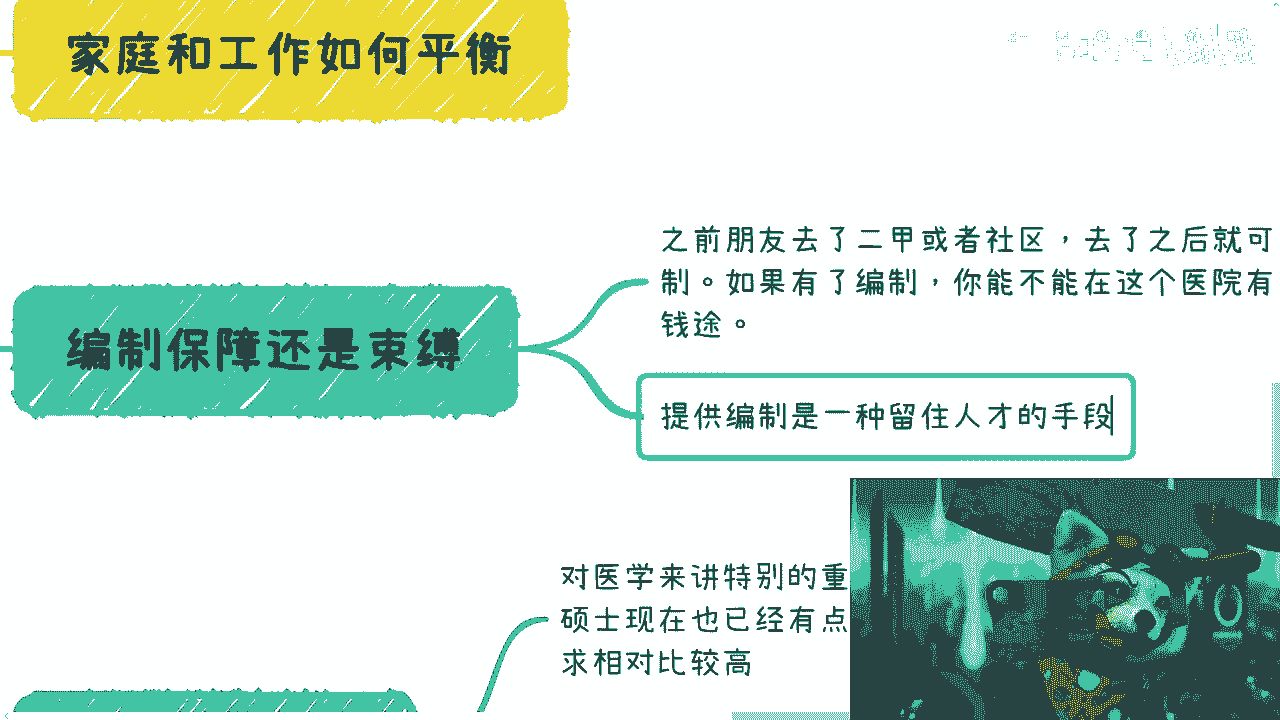 家庭和工作如何平衡
之前朋友去了二甲或者社区，去了之后就可
制。如果有了编制，你能不能在这个医院有
钱途。
编制保障还是束缚
提供编制是一种留住人才的手段
对医学来讲特别的重
硕士现在也已经有点
求相对比较高